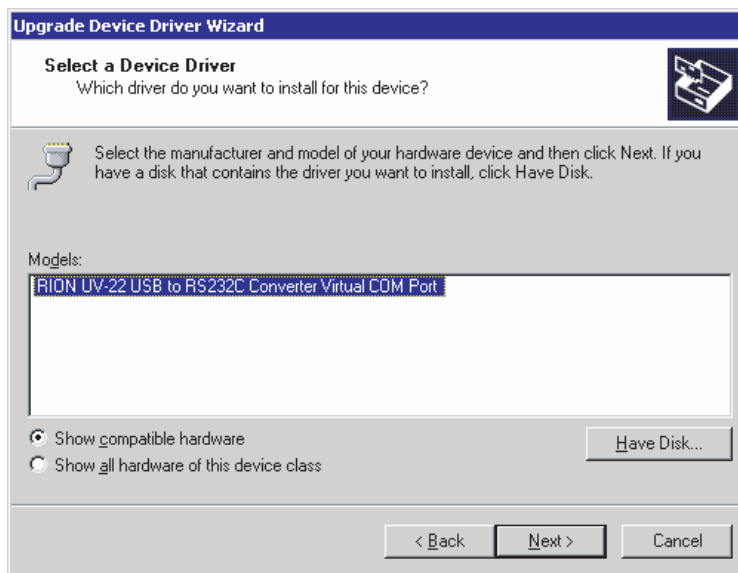 Upgrade Device Driver Wizard
Select a Device Driver
Which driver do you want to install for this device?
Select the manufacturer and model of your hardware device and then click Next. If you
have a disk that contains the driver you want to install, click Have Disk.
Models:
RION UV-22 USB to RS232C Converter Virtual COM Port
Show compatible hardware
Have Disk...
Show all hardware of this device class
< Back
Next >
Cancel